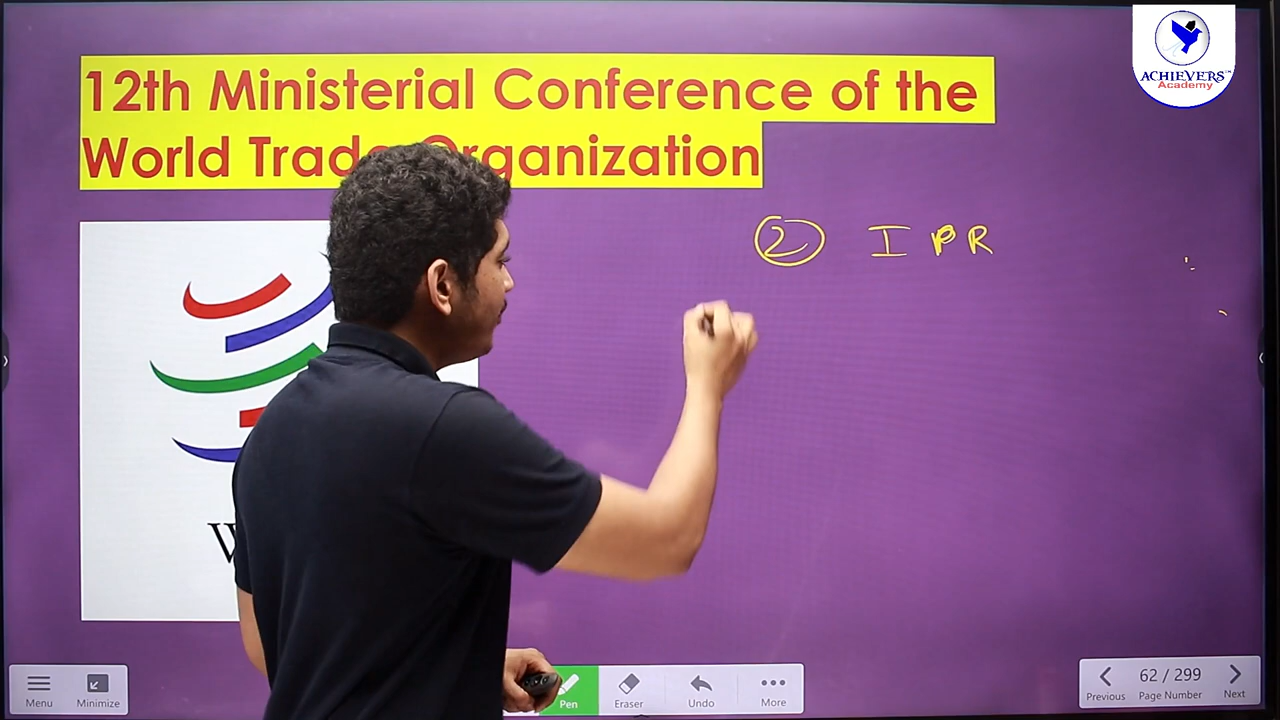 ACHIEVERS
Academy
12th Ministerial Conference of the
World Trade Organization
2 IPR
W
Menu
Minimize
Pen
Eraser
Undo
More
Previous
62 / 299
Page Number
Next